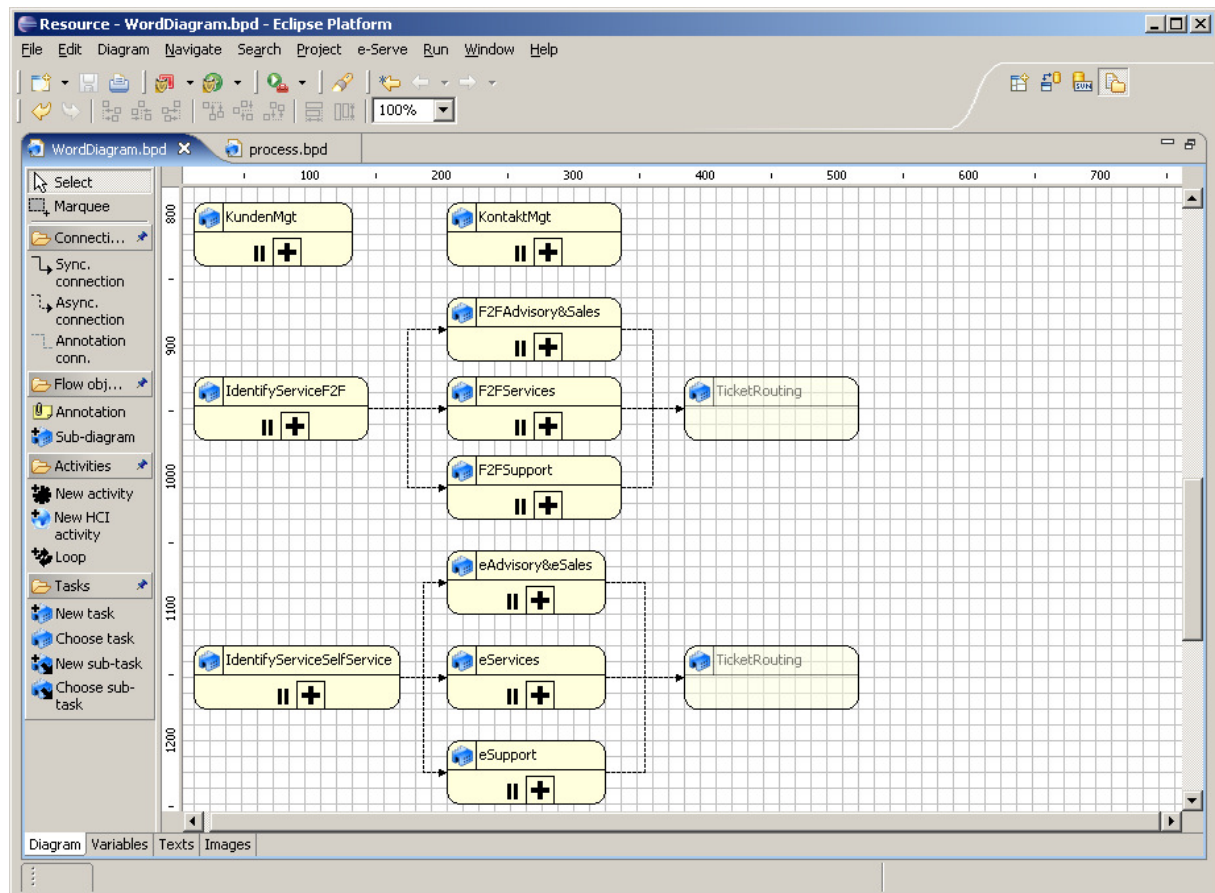 Resource - WordDiagram.bpd - Eclipse Platform
File Edit Diagram Navigate Search Project e-Serve Run Window Help
SUN
100%
WordDiagram.bpd process.bpd
Select
Marquee
Connecti...
Sync.
connection
Async.
connection
Annotation
conn.
Flow obj...
Annotation
Sub-diagram
Activities
New activity
New HCI
activity
Loop
Tasks
New task
Choose task
New sub-task
Choose sub-
task
100 200 300 400 500 600 700
800
900
1000
1100
1200
KundenMgt KontaktMgt
F2FAdvisory&Sales
IdentifyServiceF2F F2FServices TicketRouting
F2FSupport
eAdvisory&eSales
IdentifyServiceSelfService eServices TicketRouting
eSupport
Diagram Variables Texts Images